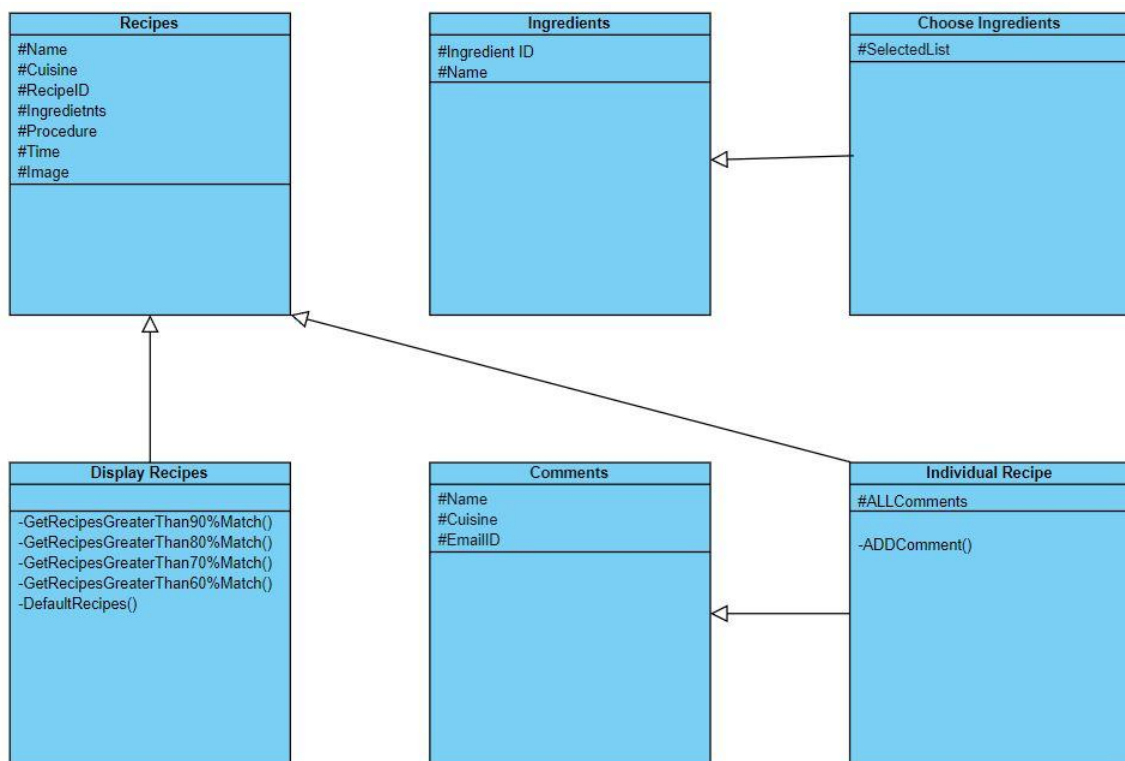 Recipes
#Name
#Cuisine
#RecipeID
#Ingredietnts
#Procedure
#Time
#Image
Ingredients
#Ingredient ID
#Name
Choose Ingredients
#SelectedList
Display Recipes
-GetRecipesGreaterThan90%Match()
-GetRecipesGreaterThan80%Match()
-GetRecipesGreaterThan70%Match()
-GetRecipesGreaterThan60%Match()
-DefaultRecipes()
Comments
#Name
#Cuisine
#EmailID
Individual Recipe
#ALLComments
-ADDComment()